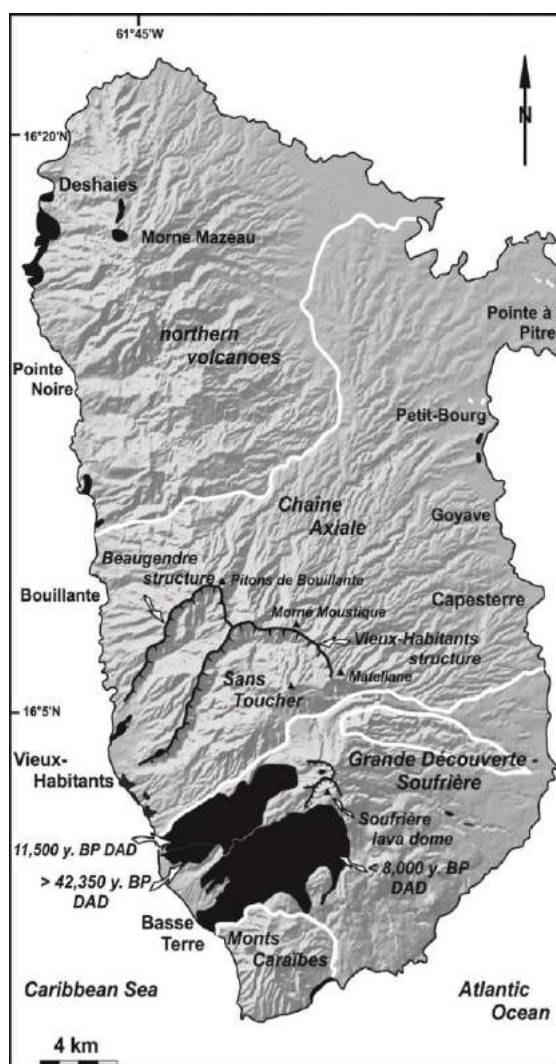 61°45W
N
16°20'N
Deshaies
Morne Mazeau
Pointe à
Pitre
northern
volcanoes
Pointe
Noire
Petit-Bourg
Chaîne
Axiale
Goyave
Beaugendre
structure
Pitons de Bouillante
Bouillante
Capesterre
Morne Moustique
Vieux-Habitants
structure
Sans
Toucher
Matéliane
16°5'N
Vieux-
Habitants
Grande Découverte -
Soufrière
Soufrière
lava dome
11,500 y. BP DAD
< 8,000 y. BP
DAD
> 42,350 y. BP
DAD
Basse
Terre
Monts
Caraïbes
Caribbean Sea
Atlantic
Ocean
4 km